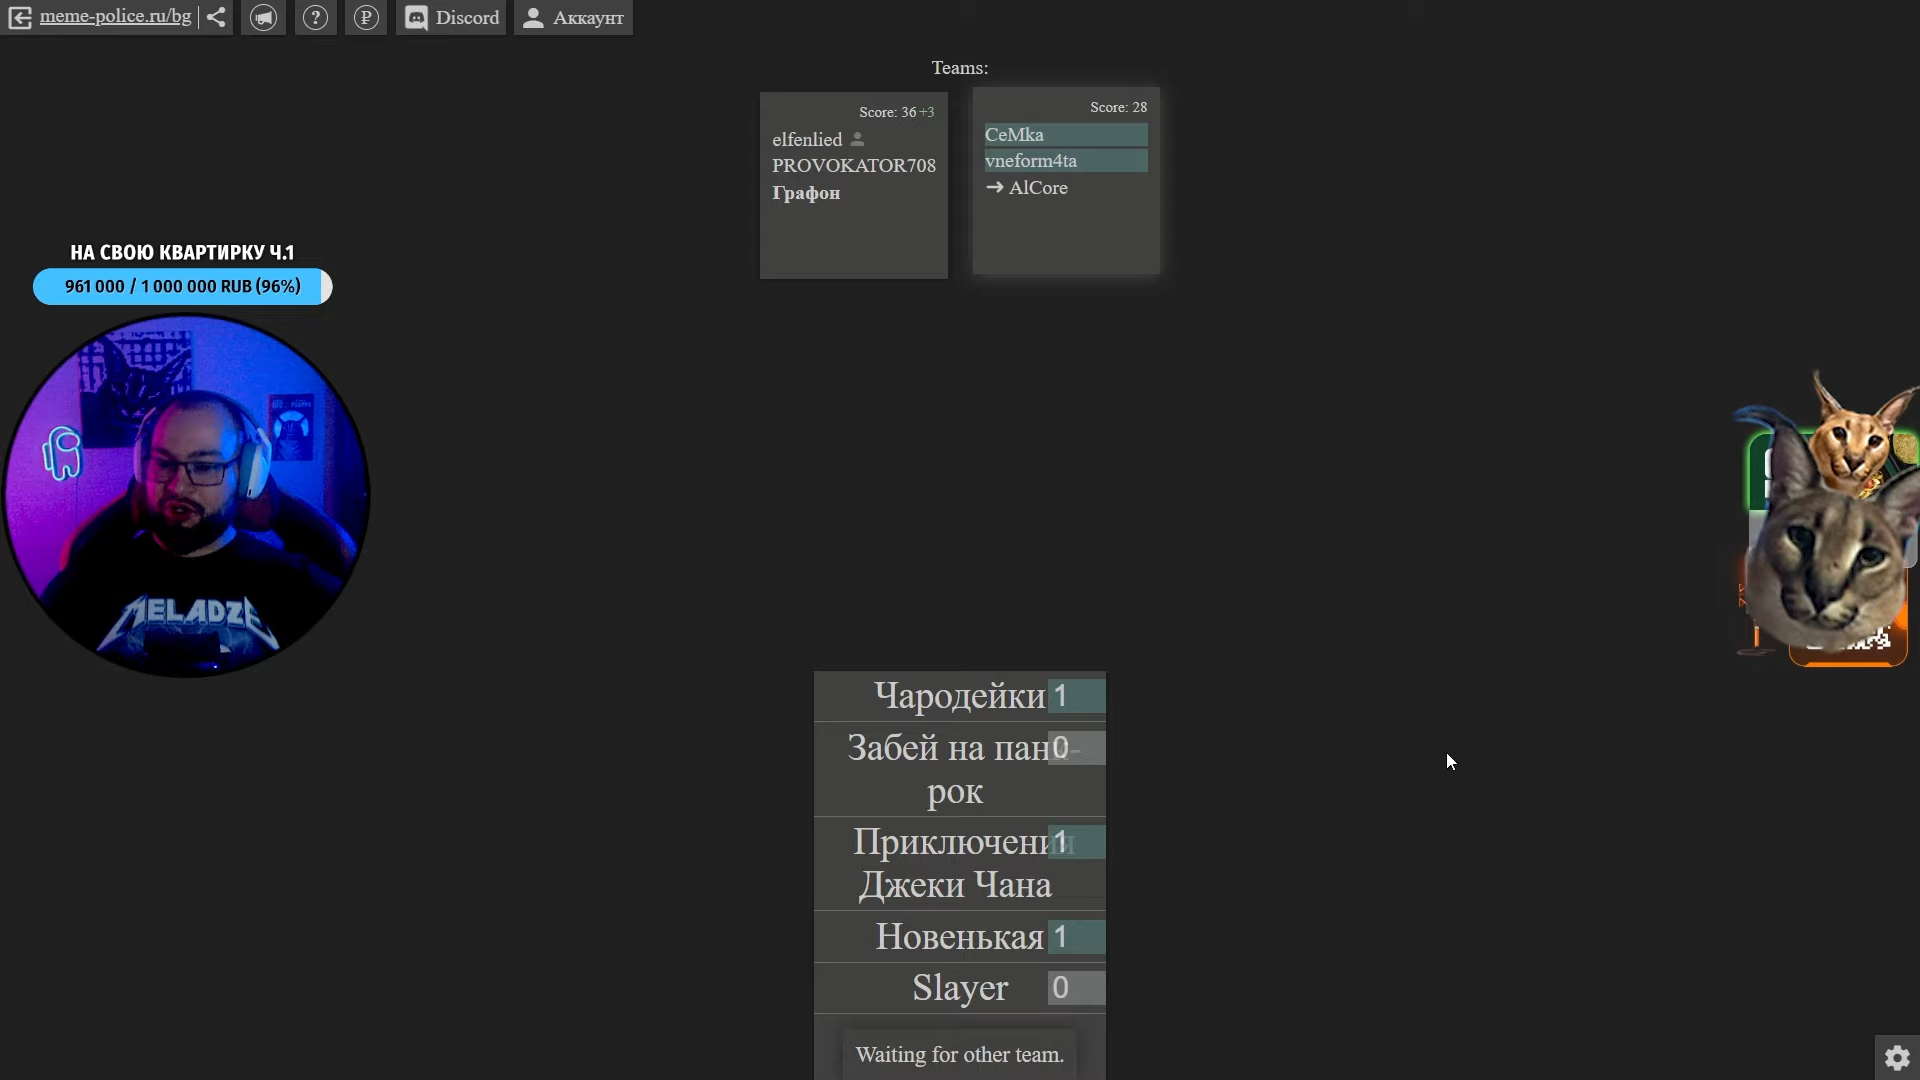 meme-police.ru/bg
Discord
Аккаунт
Teams:
Score: 36 +3
elfenlied
PROVOKATOR708
Графон
Score: 28
CeMka
vneform4ta
➔ AlCore
НА СВОЮ КВАРТИРКУ Ч.1
961 000 / 1 000 000 RUB (96%)
MELADZE
Чародейки 1
Забей на панк- 0
рок
Приключения 1
Джеки Чана
Новенькая 1
Slayer 0
Waiting for other team.